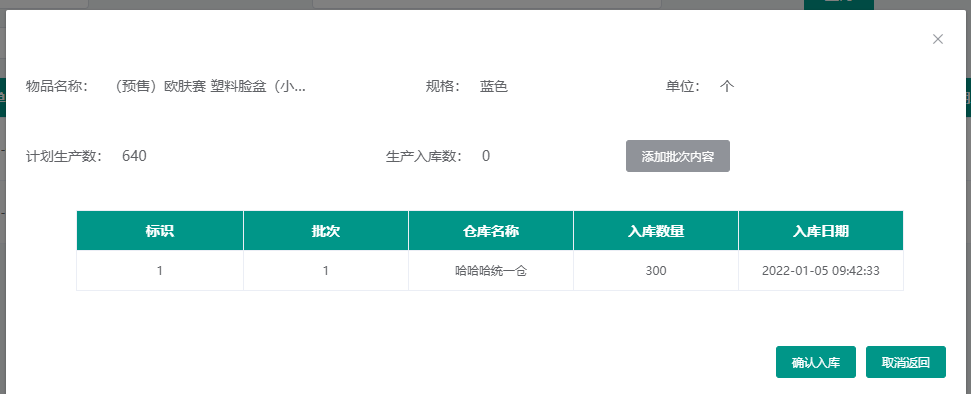 物品名称： （预售）欧肤赛 塑料脸盆（小... 规格： 蓝色 单位： 个
计划生产数： 640 生产入库数： 0 添加批次内容
标识 批次 仓库名称 入库数量 入库日期
1 1 哈哈哈统一仓 300 2022-01-05 09:42:33
确认入库 取消返回